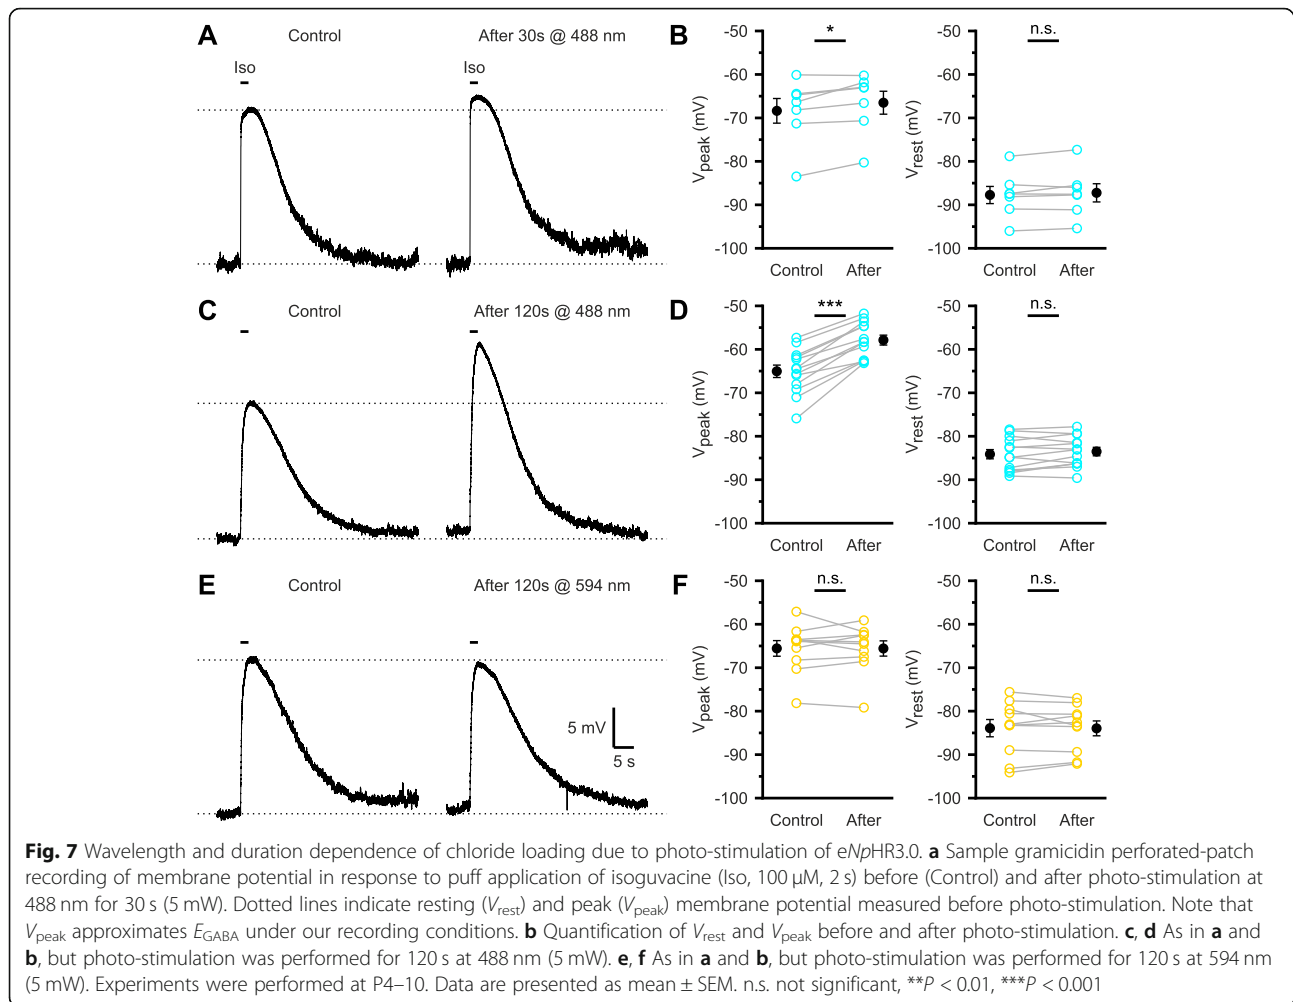 A
Control
After 30s @ 488 nm
Iso
Iso
B
*
n.s.
-50
-60
-70
-80
-90
-100
Vpeak (mV)
Control
After
-50
-60
-70
-80
-90
-100
Vrest (mV)
Control
After
C
Control
After 120s @ 488 nm
D
***
n.s.
-50
-60
-70
-80
-90
-100
Vpeak (mV)
Control
After
-50
-60
-70
-80
-90
-100
Vrest (mV)
Control
After
E
Control
After 120s @ 594 nm
5 mV
5 s
F
n.s.
n.s.
-50
-60
-70
-80
-90
-100
Vpeak (mV)
Control
After
-50
-60
-70
-80
-90
-100
Vrest (mV)
Control
After
Fig. 7 Wavelength and duration dependence of chloride loading due to photo-stimulation of eNpHR3.0. a Sample gramicidin perforated-patch
recording of membrane potential in response to puff application of isoguvacine (Iso, 100 μM, 2 s) before (Control) and after photo-stimulation at
488 nm for 30 s (5 mW). Dotted lines indicate resting (Vrest) and peak (Vpeak) membrane potential measured before photo-stimulation. Note that
Vpeak approximates EGABA under our recording conditions. b Quantification of Vrest and Vpeak before and after photo-stimulation. c, d As in a and
b, but photo-stimulation was performed for 120 s at 488 nm (5 mW). e, f As in a and b, but photo-stimulation was performed for 120 s at 594 nm
(5 mW). Experiments were performed at P4–10. Data are presented as mean ± SEM. n.s. not significant, **P < 0.01, ***P < 0.001